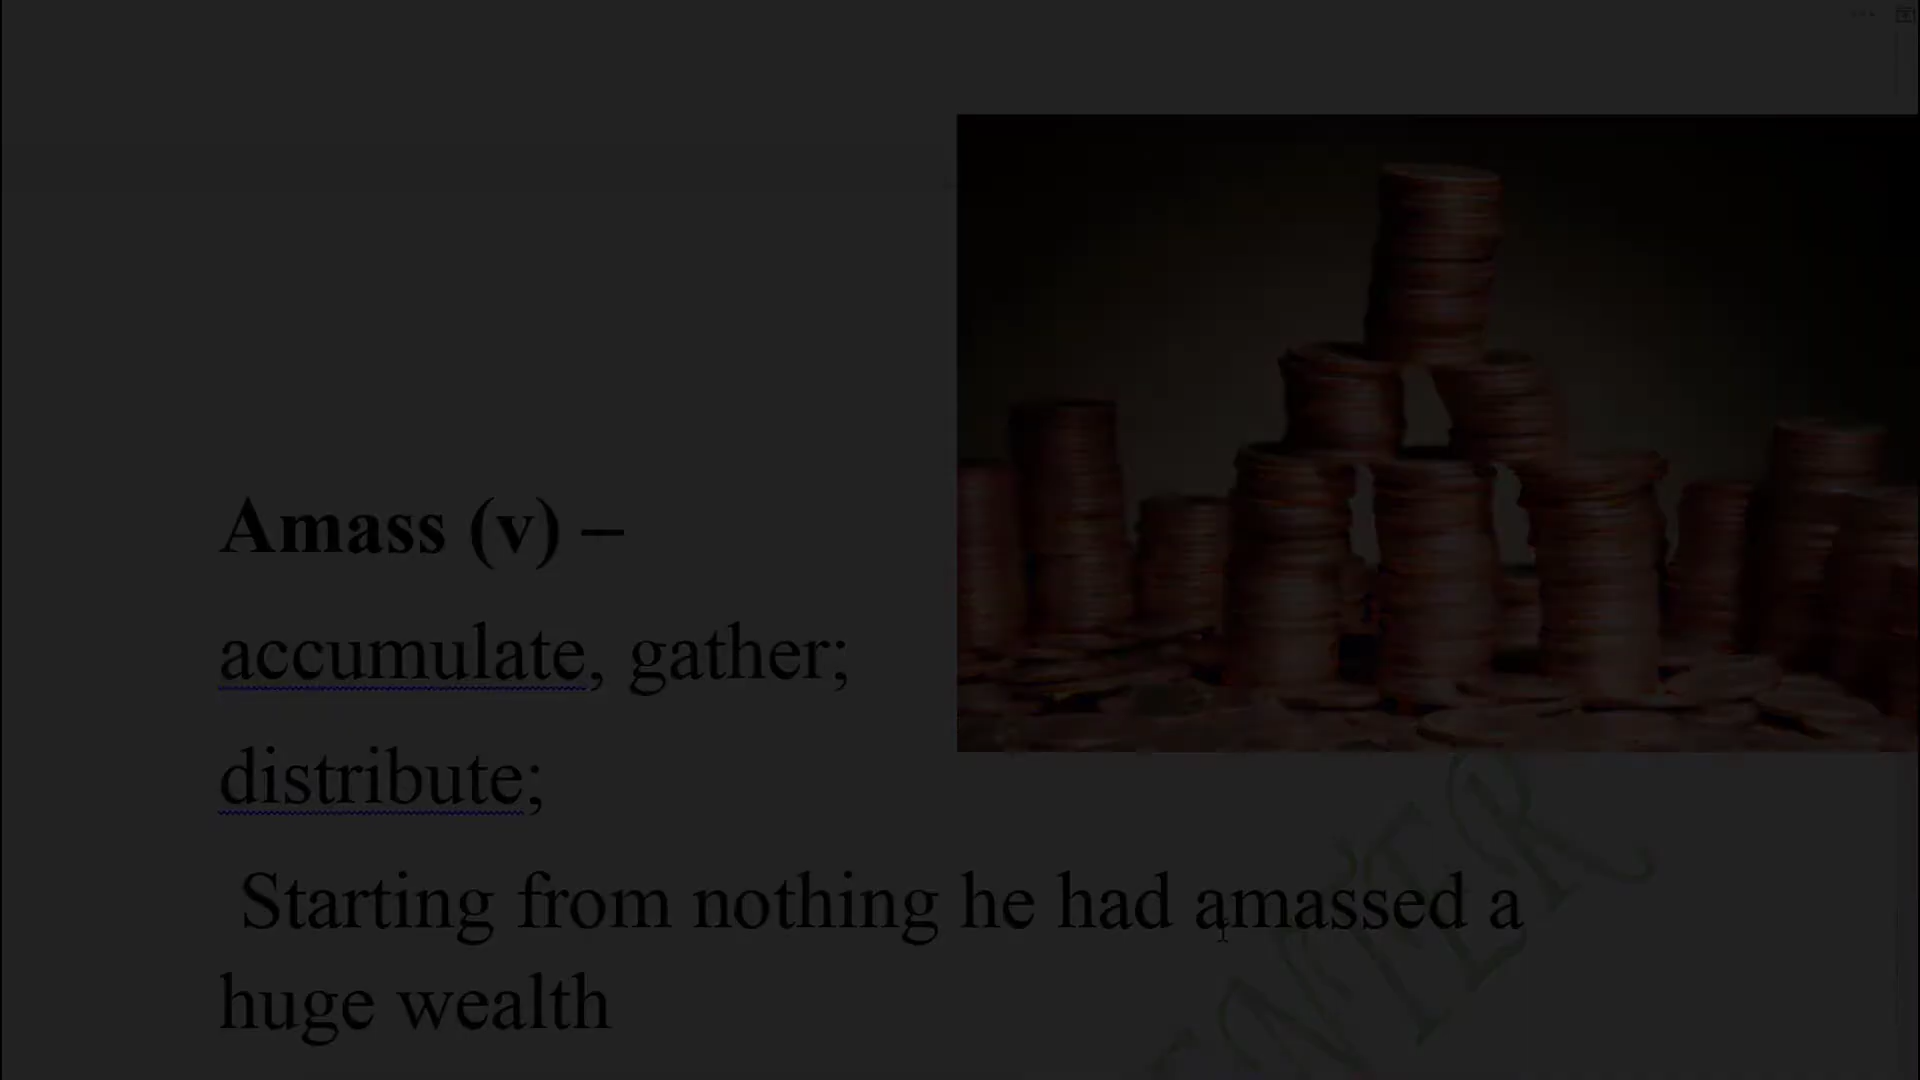 Amass (v) –
accumulate, gather;
distribute;
Starting from nothing he had amassed a
huge wealth